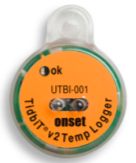 ok
UTBI-001
onset
TidbiT® v2 Temp Logger